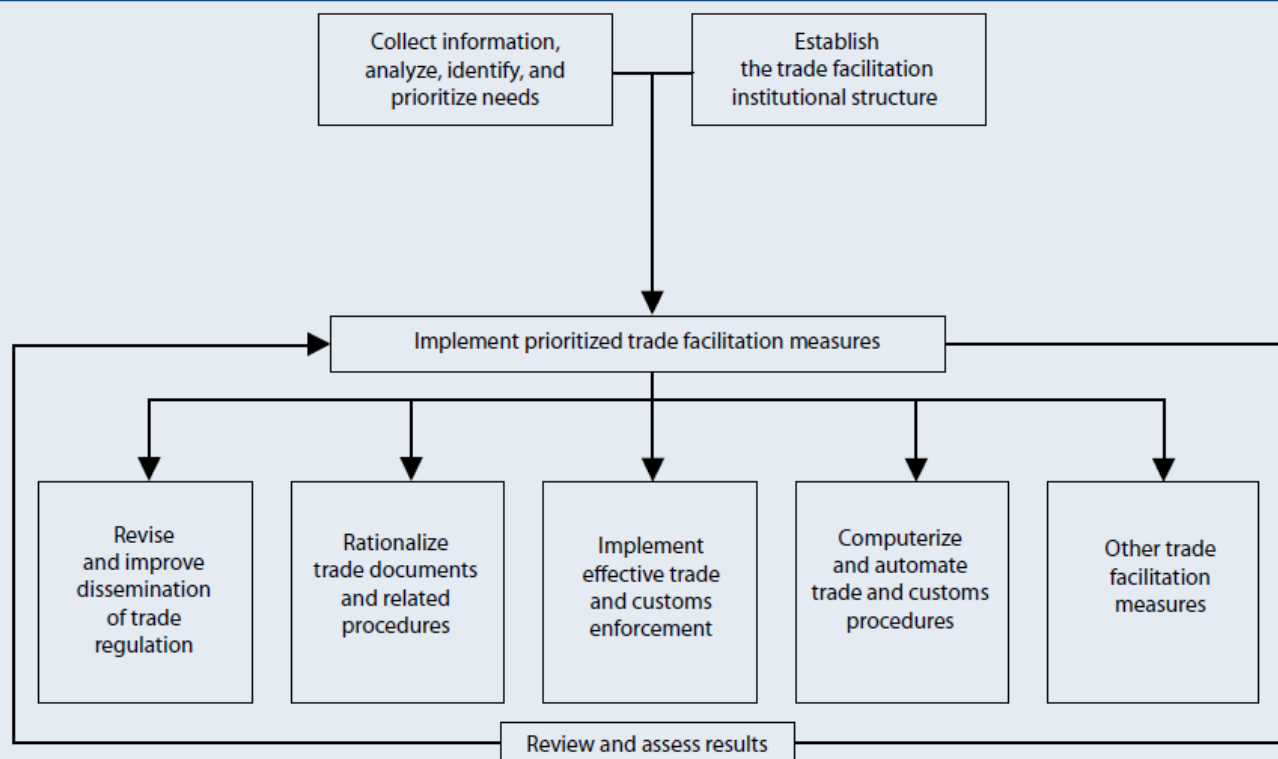 Collect information,
analyze, identify, and
prioritize needs
Establish
the trade facilitation
institutional structure
Implement prioritized trade facilitation measures
Revise
and improve
dissemination
of trade
regulation
Rationalize
trade documents
and related
procedures
Implement
effective trade
and customs
enforcement
Computerize
and automate
trade and customs
procedures
Other trade
facilitation
measures
Review and assess results